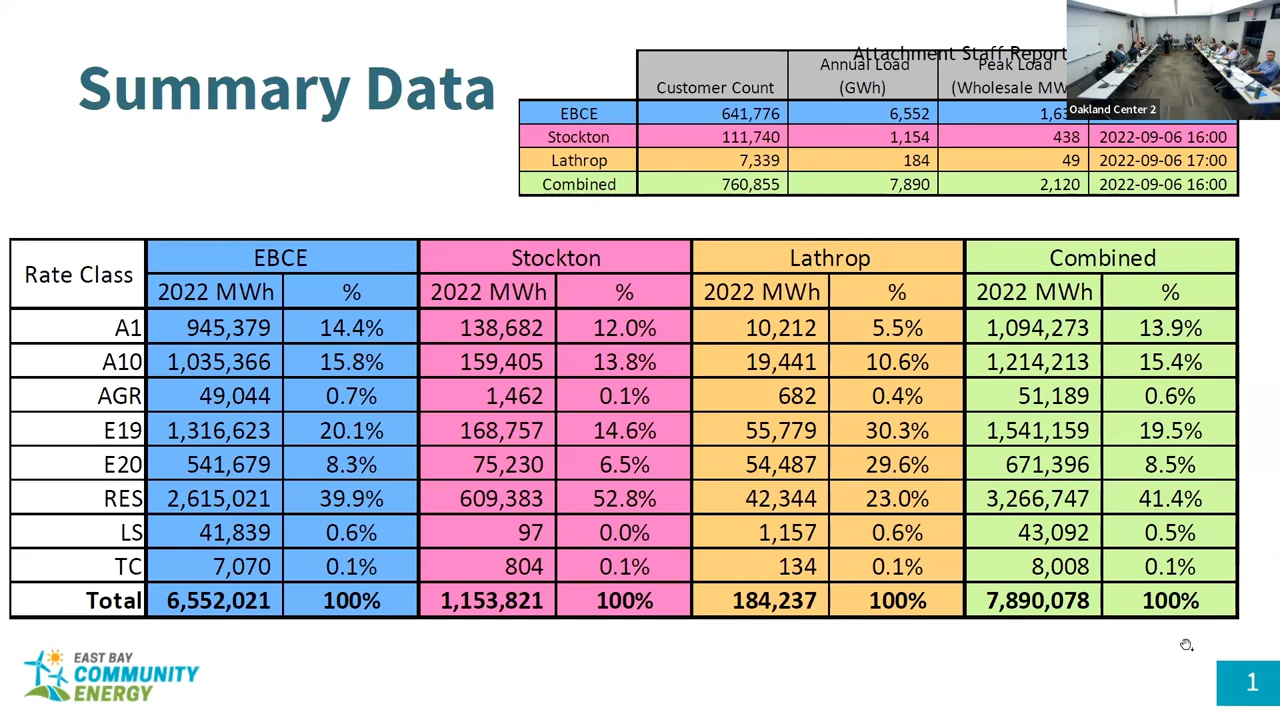 Summary Data
Attachment Staff Report
Customer Count Annual Load (GWh) Peak Load (Wholesale MW
EBCE 641,776 6,552
Stockton 111,740 1,154 438 2022-09-06 16:00
Lathrop 7,339 184 49 2022-09-06 17:00
Combined 760,855 7,890 2,120 2022-09-06 16:00
Oakland Center 2
Rate Class EBCE Stockton Lathrop Combined
2022 MWh % 2022 MWh % 2022 MWh % 2022 MWh %
A1 945,379 14.4% 138,682 12.0% 10,212 5.5% 1,094,273 13.9%
A10 1,035,366 15.8% 159,405 13.8% 19,441 10.6% 1,214,213 15.4%
AGR 49,044 0.7% 1,462 0.1% 682 0.4% 51,189 0.6%
E19 1,316,623 20.1% 168,757 14.6% 55,779 30.3% 1,541,159 19.5%
E20 541,679 8.3% 75,230 6.5% 54,487 29.6% 671,396 8.5%
RES 2,615,021 39.9% 609,383 52.8% 42,344 23.0% 3,266,747 41.4%
LS 41,839 0.6% 97 0.0% 1,157 0.6% 43,092 0.5%
TC 7,070 0.1% 804 0.1% 134 0.1% 8,008 0.1%
Total 6,552,021 100% 1,153,821 100% 184,237 100% 7,890,078 100%
EAST BAY
COMMUNITY
ENERGY
1